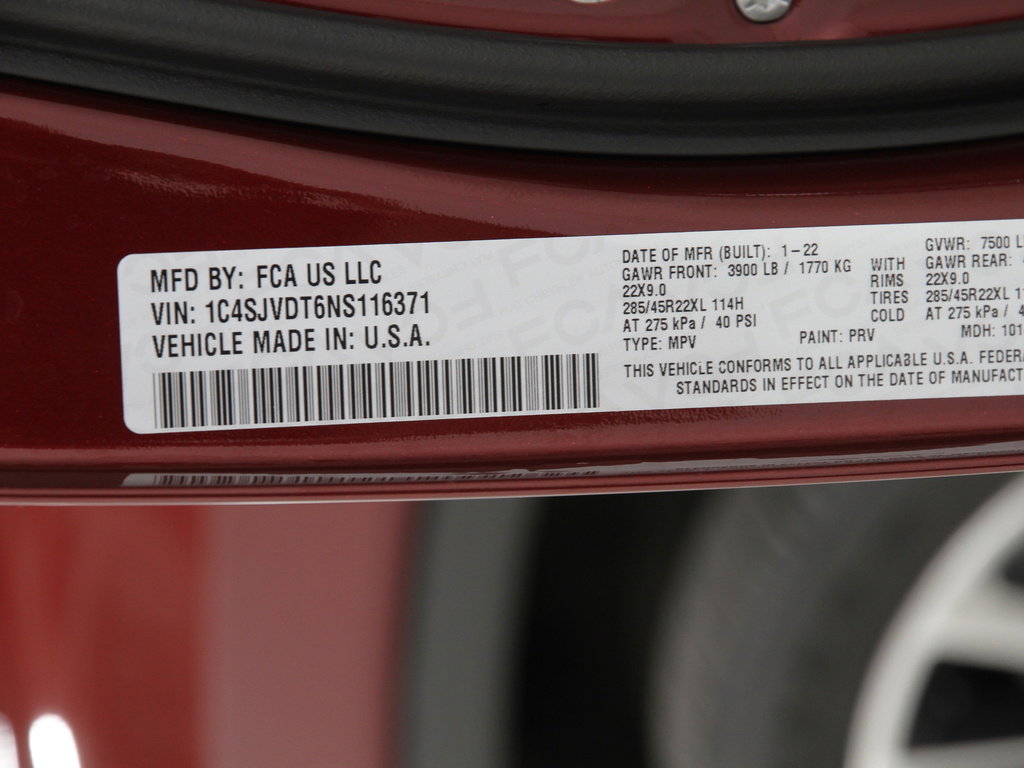 MFD BY: FCA US LLC
VIN: 1C4SJVDT6NS116371
VEHICLE MADE IN: U.S.A.
DATE OF MFR (BUILT): 1-22
GAWR FRONT: 3900 LB / 1770 KG
22X9.0
285/45R22XL 114H
AT 275 kPa / 40 PSI
TYPE: MPV
PAINT: PRV
WITH
RIMS
TIRES
COLD
GVWR: 7500
GAWR REAR:
22X9.0
285/45R22XL
AT 275 kPa /
MDH: 101
THIS VEHICLE CONFORMS TO ALL APPLICABLE U.S.A.
STANDARDS IN EFFECT ON THE DATE OF